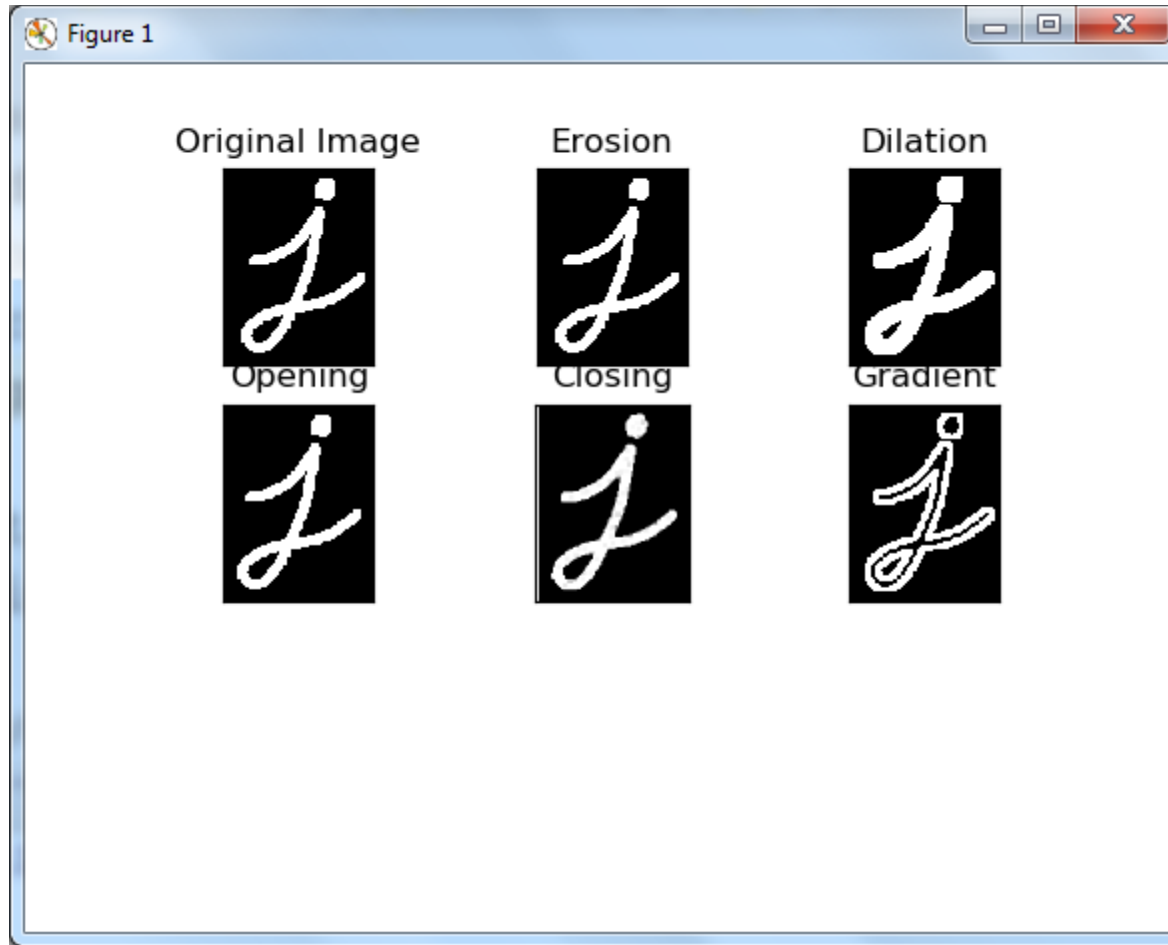 Figure 1
Original Image Erosion Dilation
j j j
Opening Closing Gradient
j j j